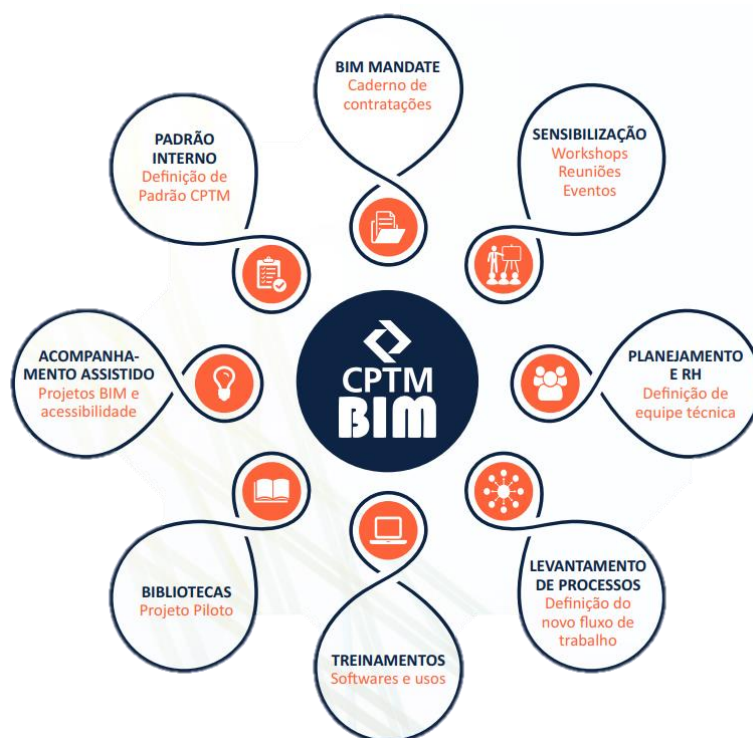 BIM MANDATE
Caderno de
contratações
SENSIBILIZAÇÃO
Workshops
Reuniões
Eventos
PLANEJAMENTO
E RH
Definição de
equipe técnica
LEVANTAMENTO
DE PROCESSOS
Definição do
novo fluxo de
trabalho
TREINAMENTOS
Softwares e usos
BIBLIOTECAS
Projeto Piloto
ACOMPANHA-
MENTO ASSISTIDO
Projetos BIM e
acessibilidade
PADRÃO
INTERNO
Definição de
Padrão CPTM
CPTM
BIM